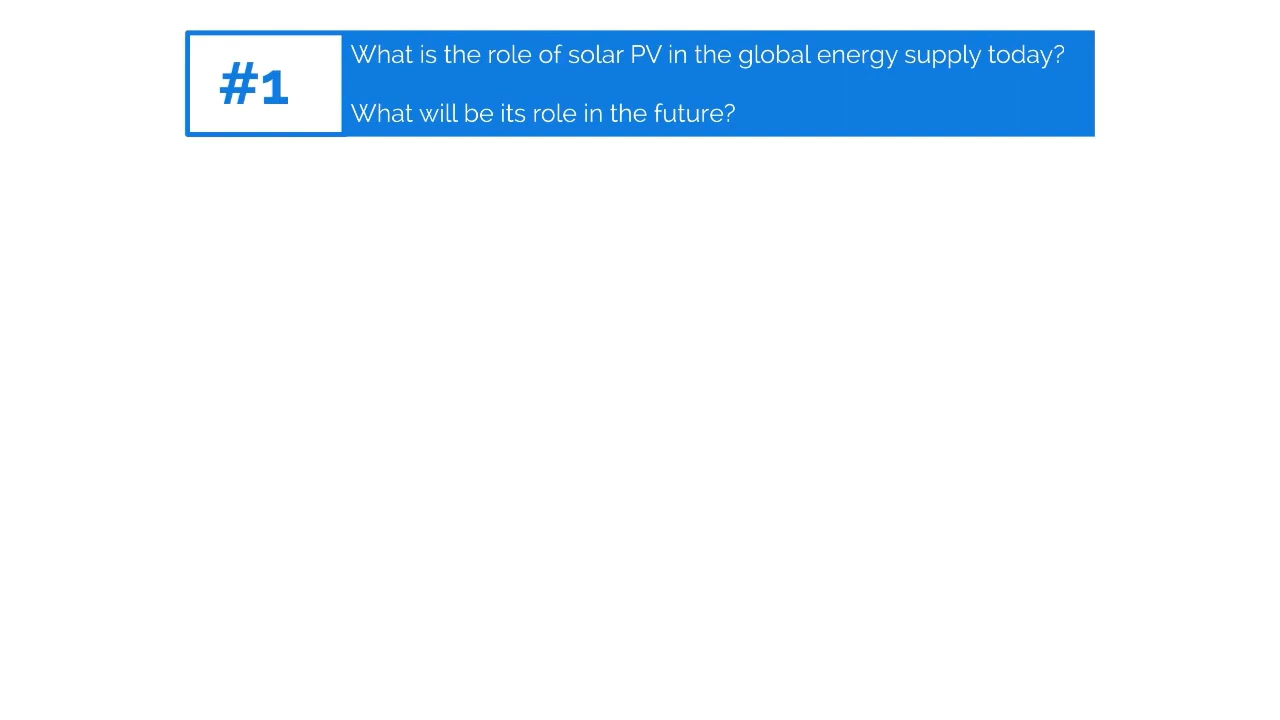 #1
What is the role of solar PV in the global energy supply today?
What will be its role in the future?